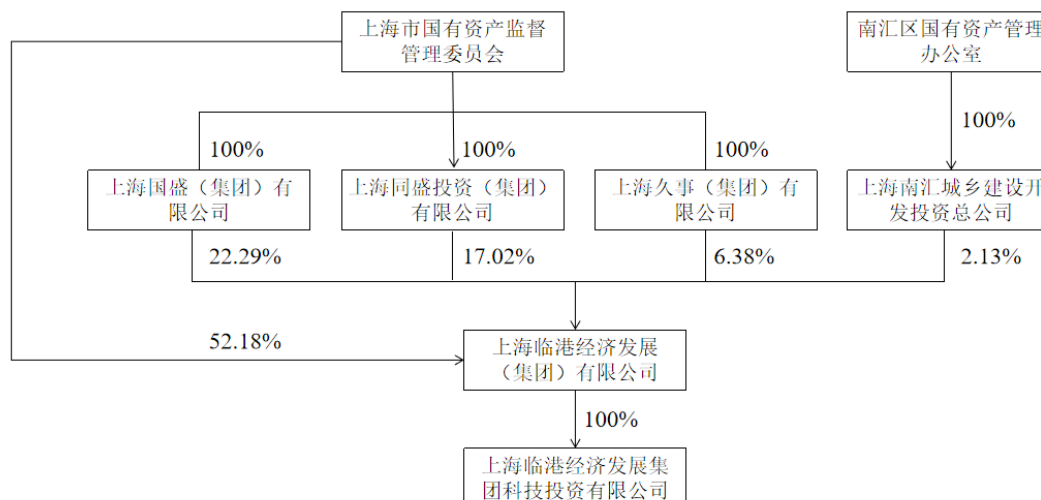 上海市国有资产监督
管理委员会
南汇区国有资产管理
办公室
100%
100%
100%
100%
上海国盛（集团）有
限公司
上海同盛投资（集团）
有限公司
上海久事（集团）有
限公司
上海南汇城乡建设开
发投资总公司
22.29%
17.02%
6.38%
2.13%
52.18%
上海临港经济发展
（集团）有限公司
100%
上海临港经济发展集
团科技投资有限公司